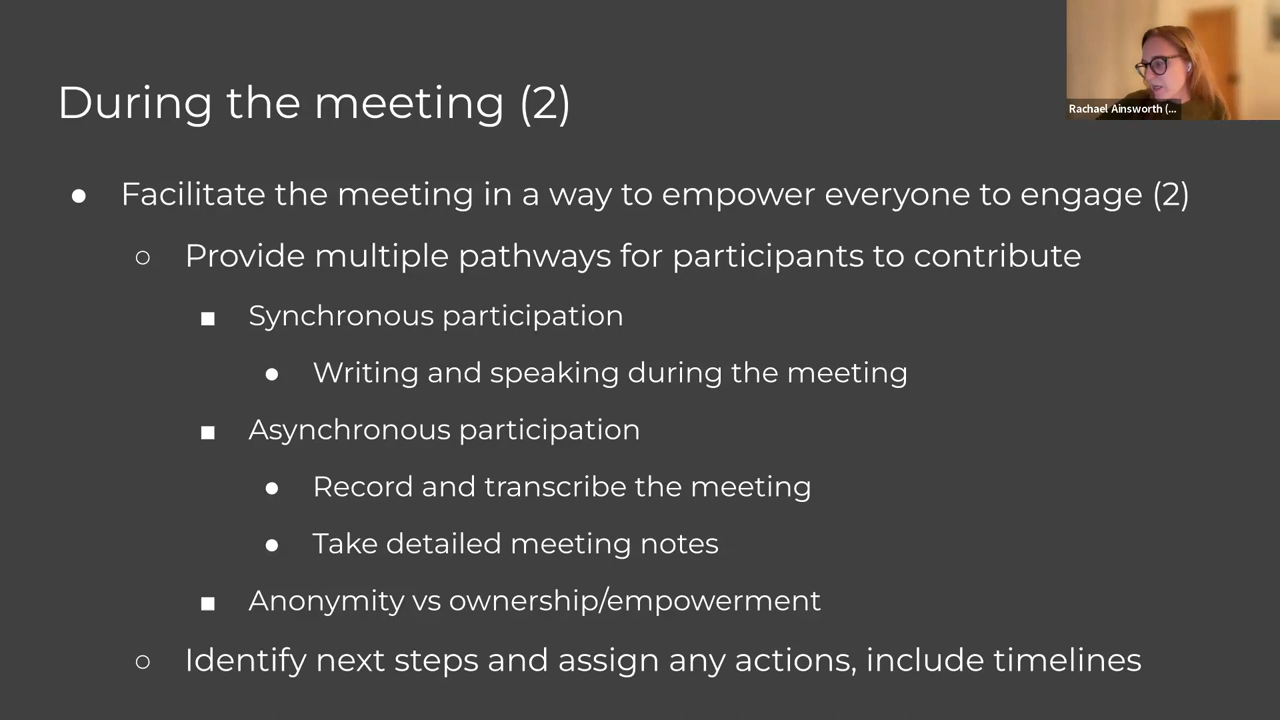 During the meeting (2)
Rachael Ainsworth (...
● Facilitate the meeting in a way to empower everyone to engage (2)
○ Provide multiple pathways for participants to contribute
■ Synchronous participation
● Writing and speaking during the meeting
■ Asynchronous participation
● Record and transcribe the meeting
● Take detailed meeting notes
■ Anonymity vs ownership/empowerment
○ Identify next steps and assign any actions, include timelines